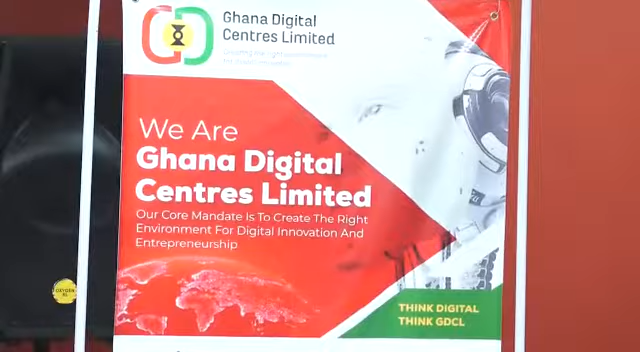 Ghana Digital
Centres Limited
We Are
Ghana Digital
Centres Limited
Our Core Mandate Is To Create The Right
Environment For Digital Innovation And
Entrepreneurship
THINK DIGITAL
THINK GDCL
OXYGEN